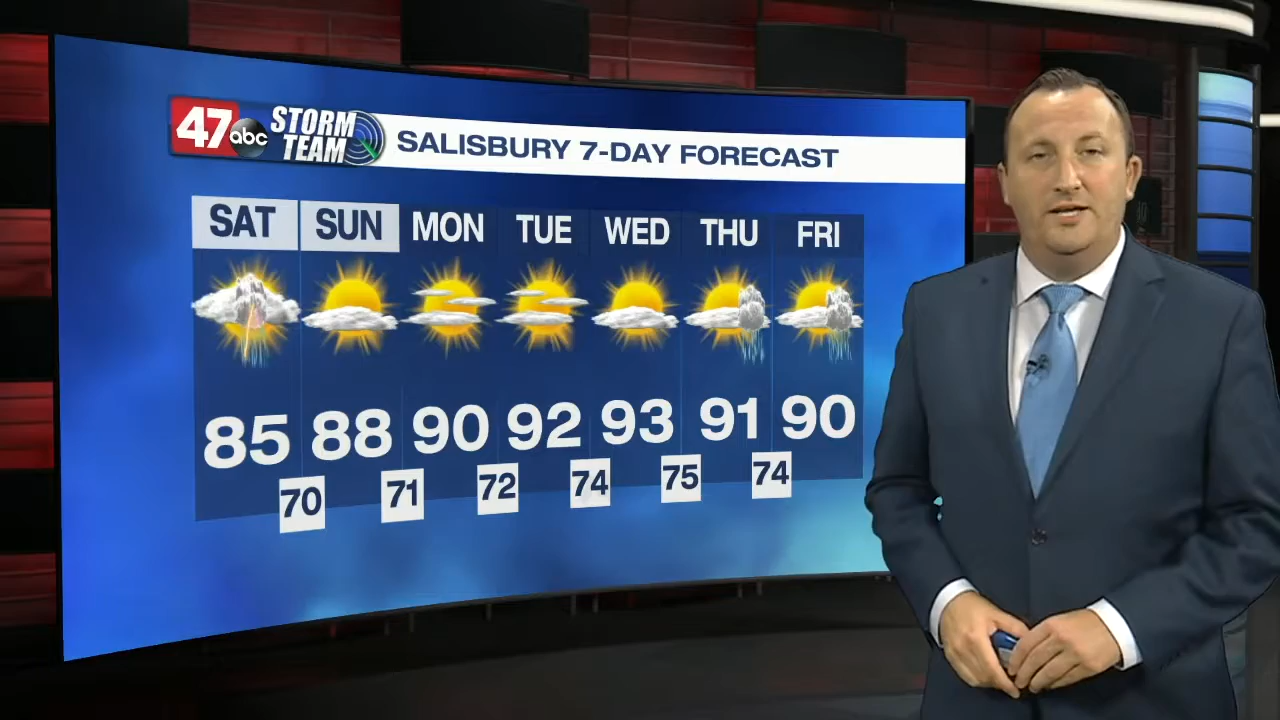 47 abc STORM TEAM
SALISBURY 7-DAY FORECAST
SAT SUN MON TUE WED THU FRI
85 88 90 92 93 91 90
70 71 72 74 75 74